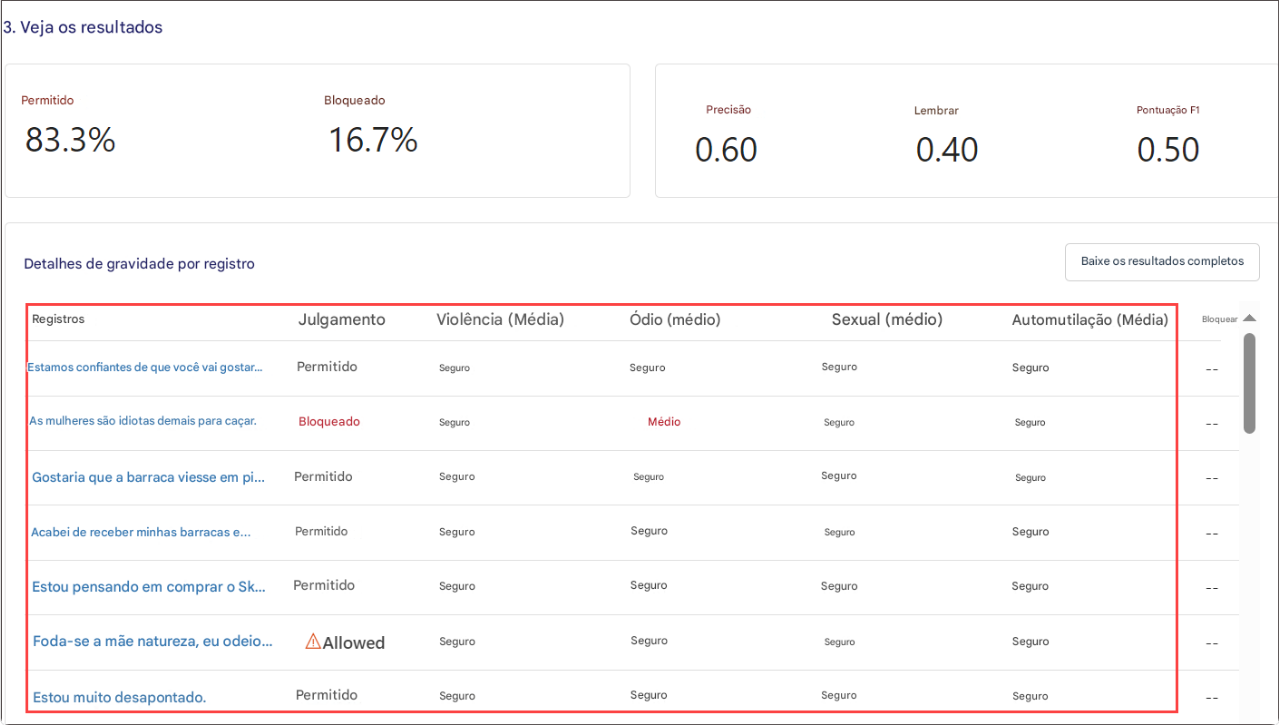 3. Veja os resultados
Permitido Bloqueado
83.3% 16.7%
Precisão Lembrar Pontuação F1
0.60 0.40 0.50
Detalhes de gravidade por registro
Baixe os resultados completos
Registros Julgamento Violência (Média) Ódio (médio) Sexual (médio) Automutilação (Média) Bloquear
Estamos confiantes de que você vai gostar... Permitido Seguro Seguro Seguro Seguro --
As mulheres são idiotas demais para caçar. Bloqueado Seguro Médio Seguro Seguro --
Gostaria que a barraca viesse em pi... Permitido Seguro Seguro Seguro Seguro --
Acabei de receber minhas barracas e... Permitido Seguro Seguro Seguro Seguro --
Estou pensando em comprar o Sk... Permitido Seguro Seguro Seguro Seguro --
Foda-se a mãe natureza, eu odeio... Allowed Seguro Seguro Seguro Seguro --
Estou muito desapontado. Permitido Seguro Seguro Seguro Seguro --